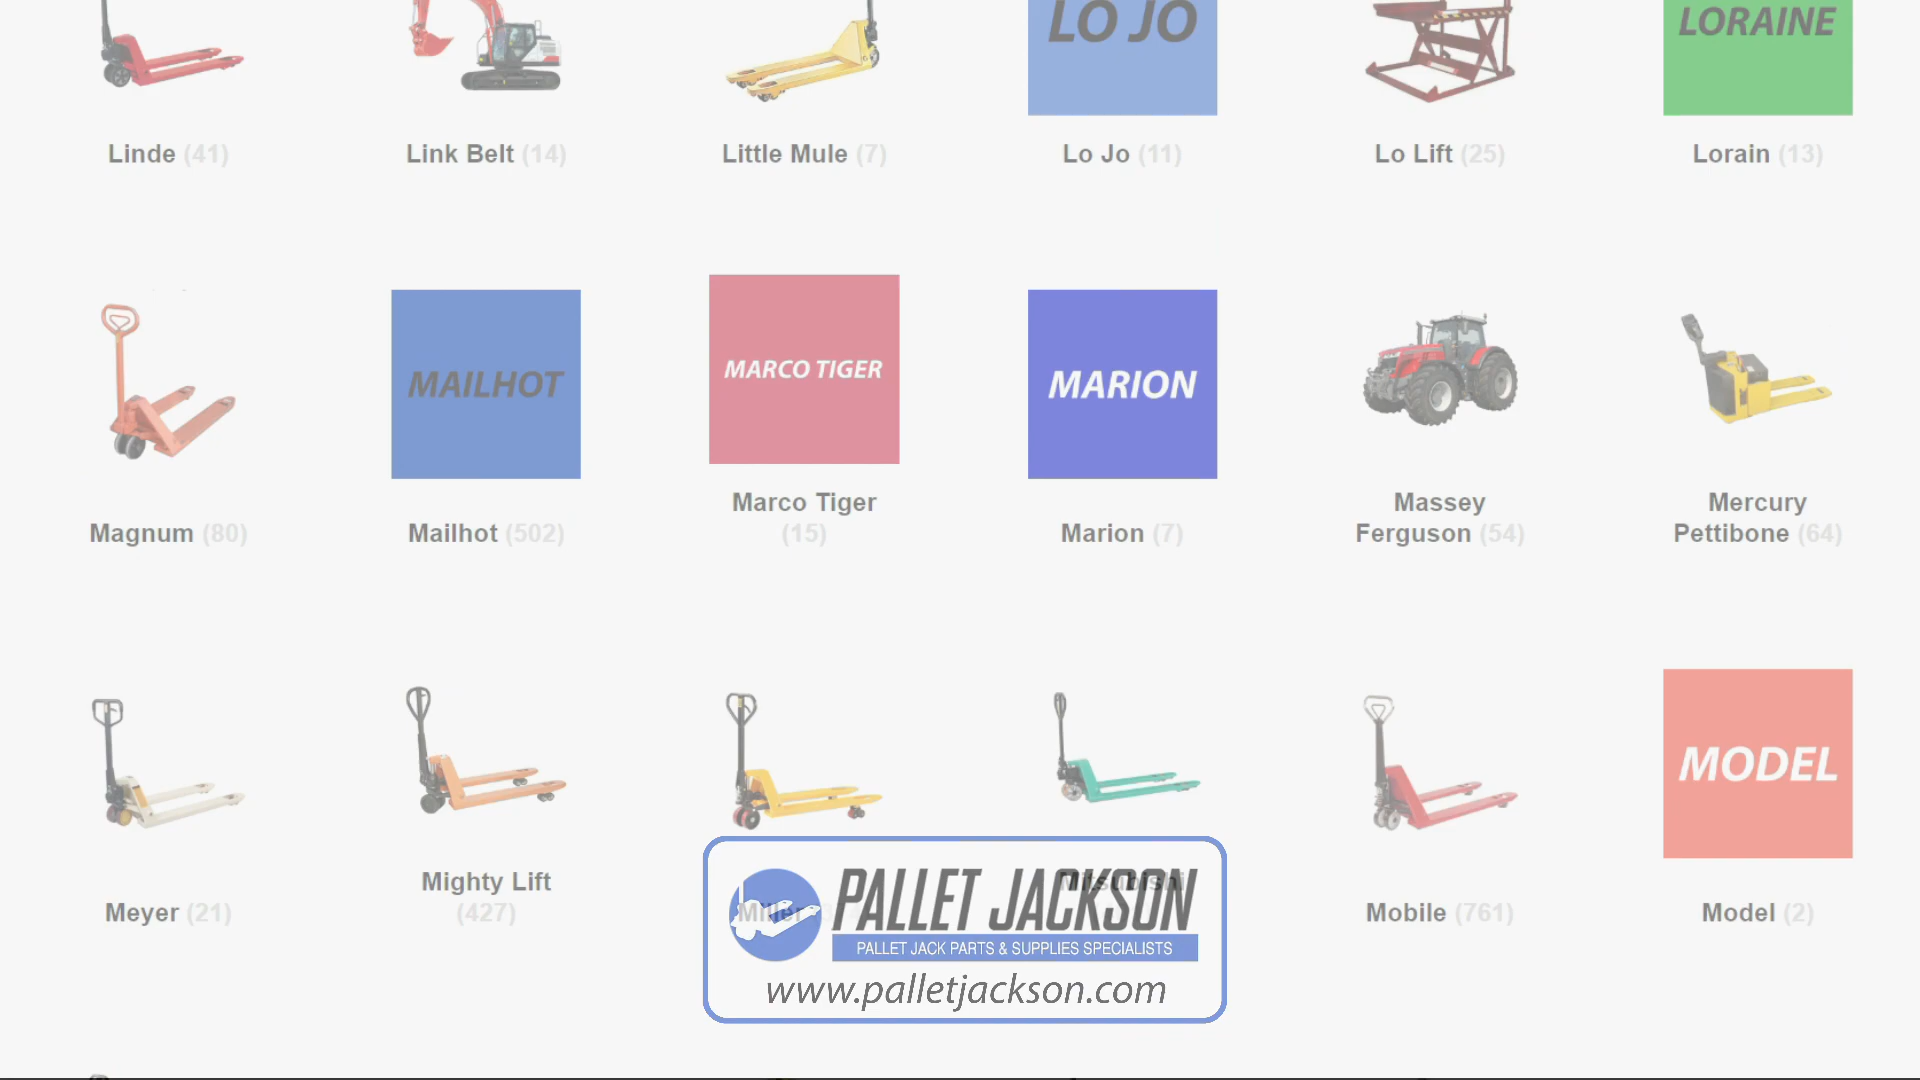 LO JO
LORAINE
Linde (41)
Link Belt (14)
Little Mule (7)
Lo Jo (11)
Lo Lift (25)
Lorain (13)
MAILHOT
MARCO TIGER
MARION
Magnum (80)
Mailhot (502)
Marco Tiger
(15)
Marion (7)
Massey
Ferguson (54)
Mercury
Pettibone (64)
MODEL
Meyer (21)
Mighty Lift
(427)
Mitsubishi
Mobile (761)
Model (2)
PALLET JACKSON
PALLET JACK PARTS & SUPPLIES SPECIALISTS
www.palletjackson.com